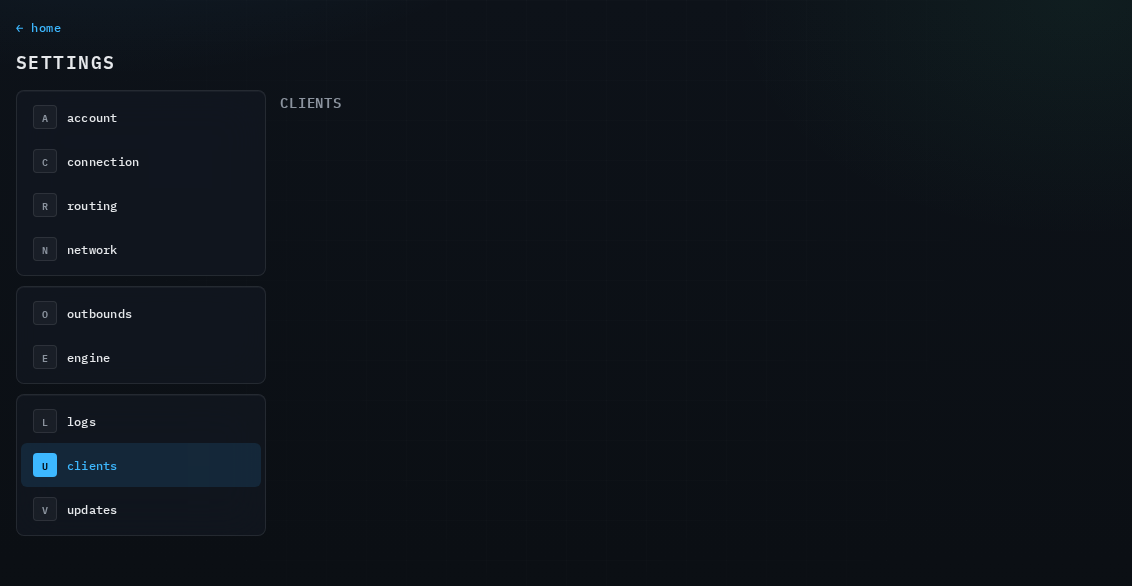 ← home
SETTINGS
A account
C connection
R routing
N network
O outbounds
E engine
L logs
U clients
V updates
CLIENTS